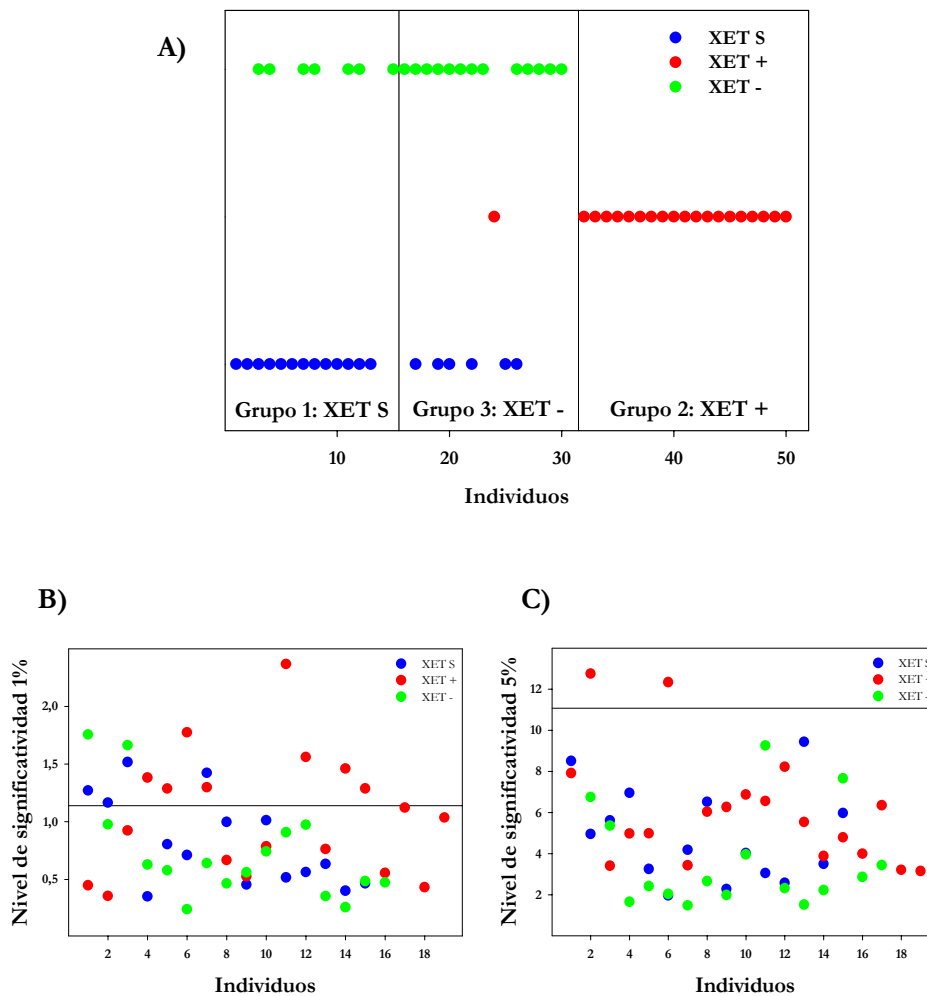 A)
XET S
XET +
XET -
Grupo 1: XET S
Grupo 3: XET -
Grupo 2: XET +
10
20
30
40
50
Individuos
B)
Nivel de significatividad 1%
2,0
1,5
1,0
0,5
XET S
XET +
XET -
2
4
6
8
10
12
14
16
18
Individuos
C)
Nivel de significatividad 5%
12
10
8
6
4
2
XET S
XET +
XET -
2
4
6
8
10
12
14
16
18
Individuos